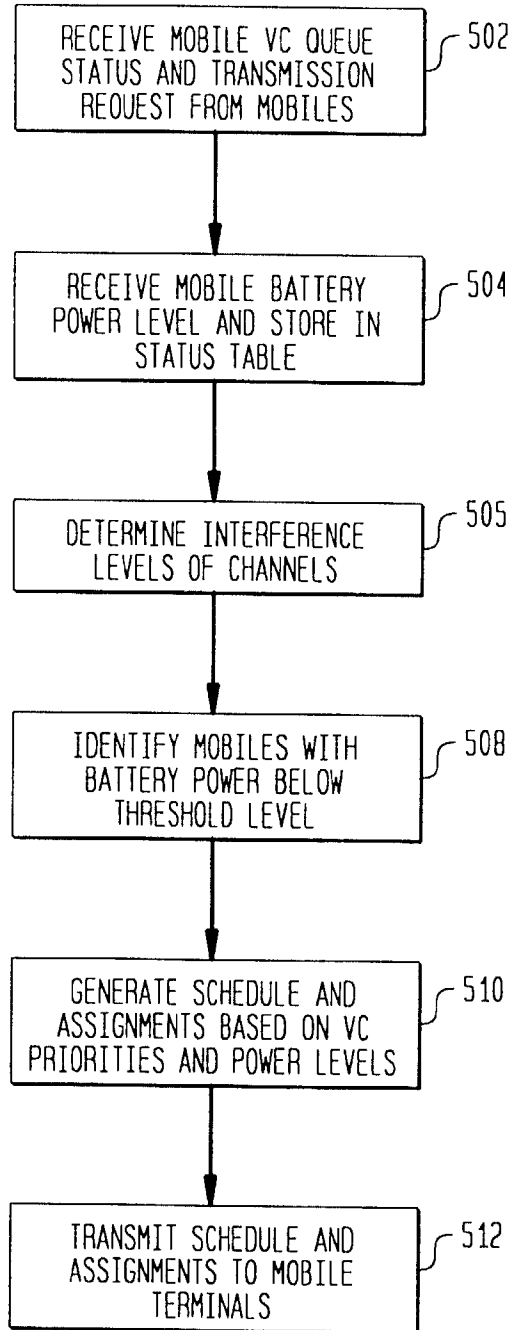 RECEIVE MOBILE VC QUEUE
STATUS AND TRANSMISSION
REQUEST FROM MOBILES
502
RECEIVE MOBILE BATTERY
POWER LEVEL AND STORE IN
STATUS TABLE
504
DETERMINE INTERFERENCE
LEVELS OF CHANNELS
505
IDENTIFY MOBILES WITH
BATTERY POWER BELOW
THRESHOLD LEVEL
508
GENERATE SCHEDULE AND
ASSIGNMENTS BASED ON VC
PRIORITIES AND POWER LEVELS
510
TRANSMIT SCHEDULE AND
ASSIGNMENTS TO MOBILE
TERMINALS
512